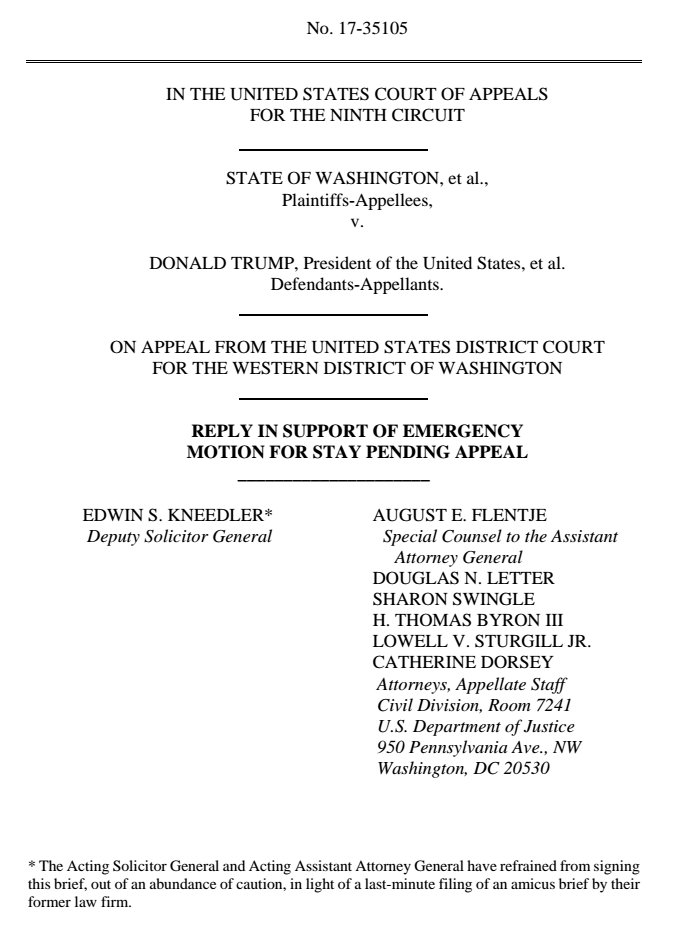 No. 17-35105
IN THE UNITED STATES COURT OF APPEALS
FOR THE NINTH CIRCUIT
STATE OF WASHINGTON, et al.,
Plaintiffs-Appellees,
v.
DONALD TRUMP, President of the United States, et al.
Defendants-Appellants.
ON APPEAL FROM THE UNITED STATES DISTRICT COURT
FOR THE WESTERN DISTRICT OF WASHINGTON
REPLY IN SUPPORT OF EMERGENCY
MOTION FOR STAY PENDING APPEAL
EDWIN S. KNEEDLER*
Deputy Solicitor General
AUGUST E. FLENTJE
Special Counsel to the Assistant
Attorney General
DOUGLAS N. LETTER
SHARON SWINGLE
H. THOMAS BYRON III
LOWELL V. STURGILL JR.
CATHERINE DORSEY
Attorneys, Appellate Staff
Civil Division, Room 7241
U.S. Department of Justice
950 Pennsylvania Ave., NW
Washington, DC 20530
* The Acting Solicitor General and Acting Assistant Attorney General have refrained from signing
this brief, out of an abundance of caution, in light of a last-minute filing of an amicus brief by their
former law firm.